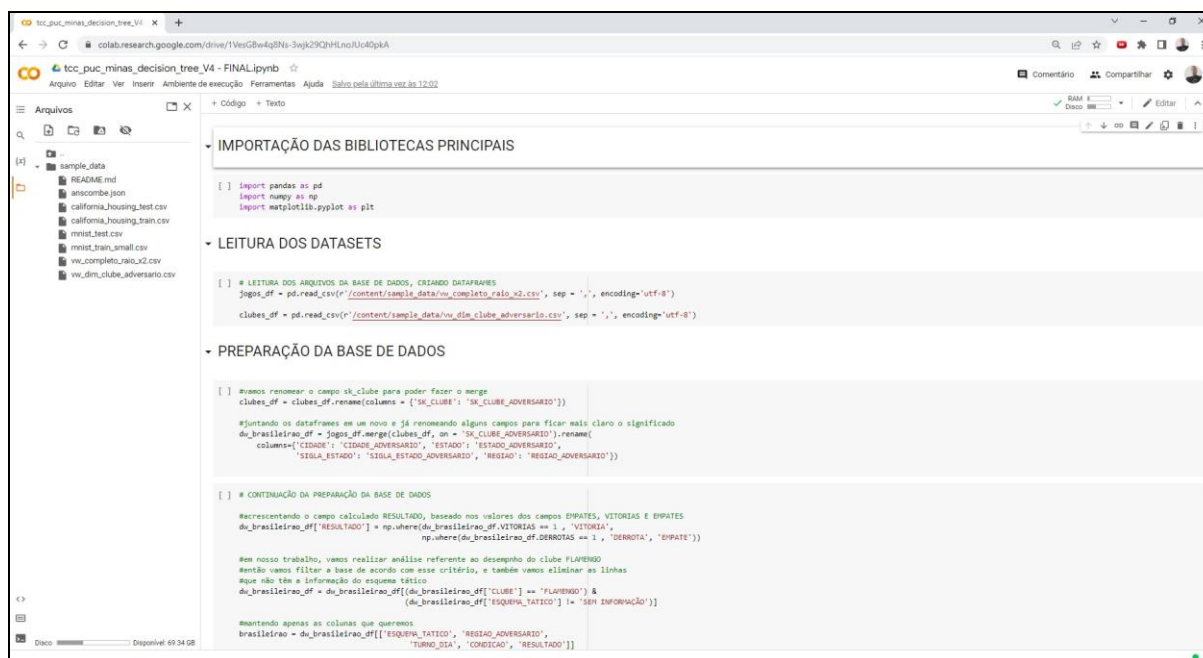 tcc_puc_minas_decision_tree_V4
colab.research.google.com/drive/1VesGBw4q8Ns-3wjk29QhHLnoJUc40pkA
tcc_puc_minas_decision_tree_V4 - FINAL.ipynb
Comentário Compartilhar
Arquivo Editar Ver Inserir Ambiente de execução Ferramentas Ajuda Salvo pela última vez às 12:02
Arquivos
+ Código + Texto
RAM
Disco
Editar
..
sample_data
README.md
anscombe.json
california_housing_test.csv
california_housing_train.csv
mnist_test.csv
mnist_train_small.csv
vw_completo_raio_x2.csv
vw_dim_clube_adversario.csv
Disco Disponível: 69.34 GB
IMPORTAÇÃO DAS BIBLIOTECAS PRINCIPAIS
[ ] import pandas as pd
import numpy as np
import matplotlib.pyplot as plt
LEITURA DOS DATASETS
[ ] # LEITURA DOS ARQUIVOS DA BASE DE DADOS, CRIANDO DATAFRAMES
jogos_df = pd.read_csv(r'/content/sample_data/vw_completo_raio_x2.csv', sep = ',', encoding='utf-8')
clubes_df = pd.read_csv(r'/content/sample_data/vw_dim_clube_adversario.csv', sep = ',', encoding='utf-8')
PREPARAÇÃO DA BASE DE DADOS
[ ] #vamos renomear o campo sk_clube para poder fazer o merge
clubes_df = clubes_df.rename(columns = {'SK_CLUBE': 'SK_CLUBE_ADVERSARIO'})
#juntando os dataframes em um novo e já renomeando alguns campos para ficar mais claro o significado
dw_brasileirao_df = jogos_df.merge(clubes_df, on = 'SK_CLUBE_ADVERSARIO').rename(
columns={'CIDADE': 'CIDADE_ADVERSARIO', 'ESTADO': 'ESTADO_ADVERSARIO',
'SIGLA_ESTADO': 'SIGLA_ESTADO_ADVERSARIO', 'REGIAO': 'REGIAO_ADVERSARIO'})
[ ] # CONTINUAÇÃO DA PREPARAÇÃO DA BASE DE DADOS
#acrescentando o campo calculado RESULTADO, baseado nos valores dos campos EMPATES, VITORIAS E EMPATES
dw_brasileirao_df['RESULTADO'] = np.where(dw_brasileirao_df.VITORIAS == 1 , 'VITORIA',
np.where(dw_brasileirao_df.DERROTAS == 1 , 'DERROTA', 'EMPATE'))
#em nosso trabalho, vamos realizar análise referente ao desempnho do clube FLAMENGO
#então vamos filtar a base de acordo com esse critério, e também vamos eliminar as linhas
#que não têm a informação do esquema tático
dw_brasileirao_df = dw_brasileirao_df[(dw_brasileirao_df['CLUBE'] == 'FLAMENGO') &
(dw_brasileirao_df['ESQUEMA_TATICO'] != 'SEM INFORMAÇÃO')]
#mantendo apenas as colunas que queremos
brasileirao = dw_brasileirao_df[['ESQUEMA_TATICO', 'REGIAO_ADVERSARIO',
'TURNO_DIA', 'CONDICAO', 'RESULTADO']]